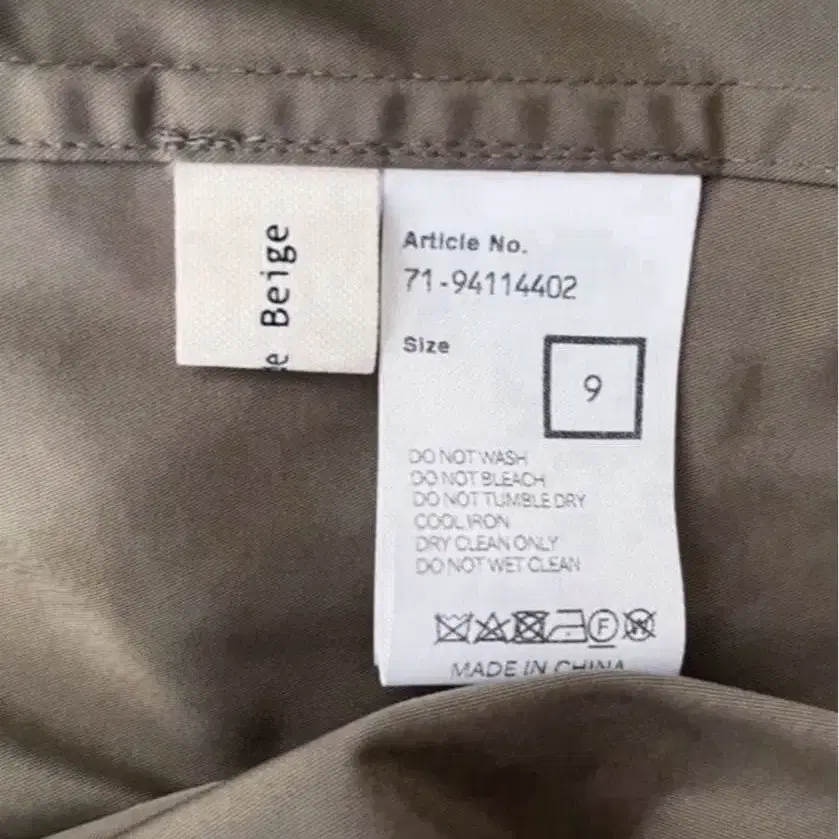 Beige
Article No.
71-94114402
Size
9
DO NOT WASH
DO NOT BLEACH
DO NOT TUMBLE DRY
COOL IRON
DRY CLEAN ONLY
DO NOT WET CLEAN
F W
MADE IN CHINA